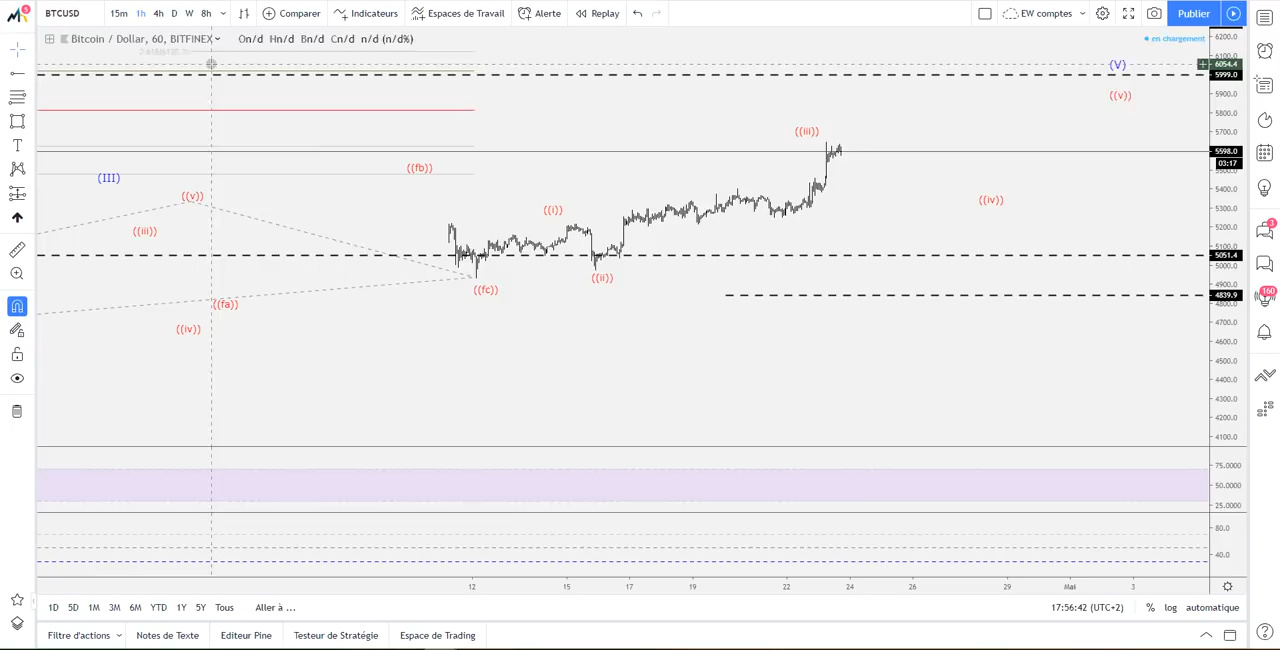 5
BTCUSD 15m 1h 4h D W 8h Comparer Indicateurs Espaces de Travail Alerte Replay EW comptes Publier
Bitcoin / Dollar, 60, BITFINEX On/d Hn/d Bn/d Cn/d n/d (n/d%)
en chargement
6200.0
6054.4
5999.0
5900.0
5800.0
5700.0
5598.0
03:17
5500.0
5400.0
5300.0
5200.0
5100.0
5051.4
5000.0
4900.0
4839.9
4800.0
4700.0
4600.0
4500.0
4400.0
4300.0
4200.0
4100.0
75.0000
50.0000
25.0000
80.0
40.0
(V)
((v))
((iii))
((fb))
(III)
((v))
((iv))
((i))
((iii))
((ii))
((fc))
((fa))
((iv))
3
160
12 15 17 19 22 24 26 29 Mai 3
1D 5D 1M 3M 6M YTD 1Y 5Y Tous Aller à ... 17:56:42 (UTC+2) % log automatique
Filtre d'actions Notes de Texte Editeur Pine Testeur de Stratégie Espace de Trading